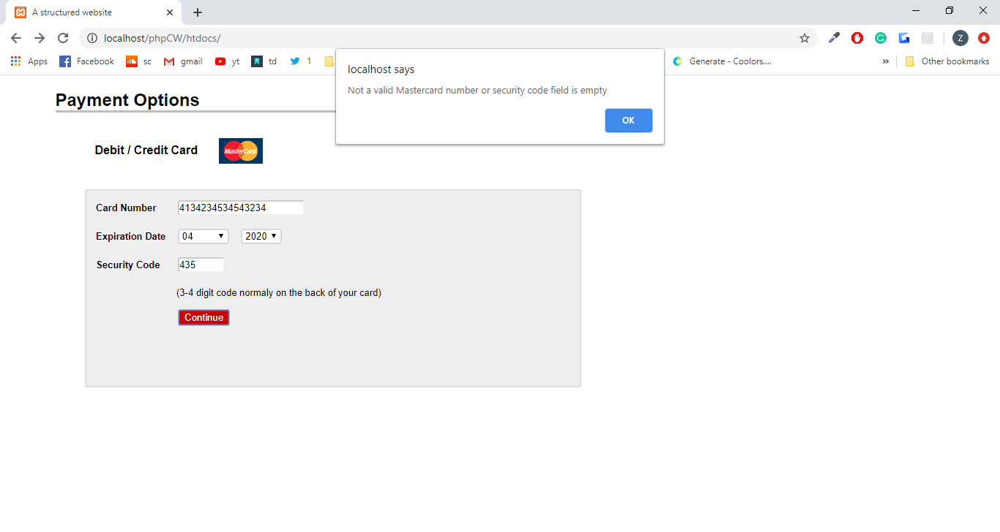 A structured website
localhost/phpCW/htdocs/
Z
Apps Facebook sc gmail yt td 1 Generate - Coolors.... » Other bookmarks
localhost says
Not a valid Mastercard number or security code field is empty
OK
Payment Options
Debit / Credit Card MasterCard
Card Number 4134234534543234
Expiration Date 04 2020
Security Code 435
(3-4 digit code normaly on the back of your card)
Continue